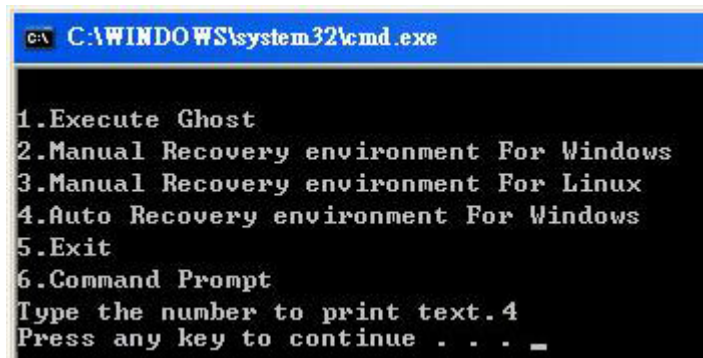 C:\WINDOWS\system32\cmd.exe
1.Execute Ghost
2.Manual Recovery environment For Windows
3.Manual Recovery environment For Linux
4.Auto Recovery environment For Windows
5.Exit
6.Command Prompt
Type the number to print text.4
Press any key to continue . . . _